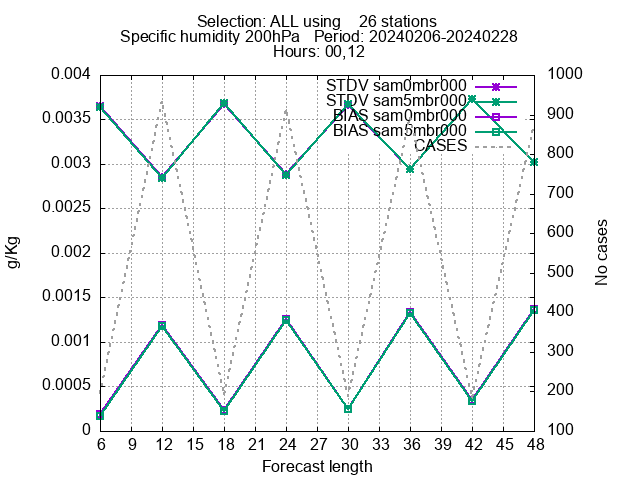 Selection: ALL using    26 stations
Specific humidity 200hPa   Period: 20240206-20240228
Hours: 00,12
STDV sam0mbr000
STDV sam5mbr000
BIAS sam0mbr000
BIAS sam5mbr000
CASES
g/Kg
0.004
0.0035
0.003
0.0025
0.002
0.0015
0.001
0.0005
0
No cases
1000
900
800
700
600
500
400
300
200
100
6 9 12 15 18 21 24 27 30 33 36 39 42 45 48
Forecast length